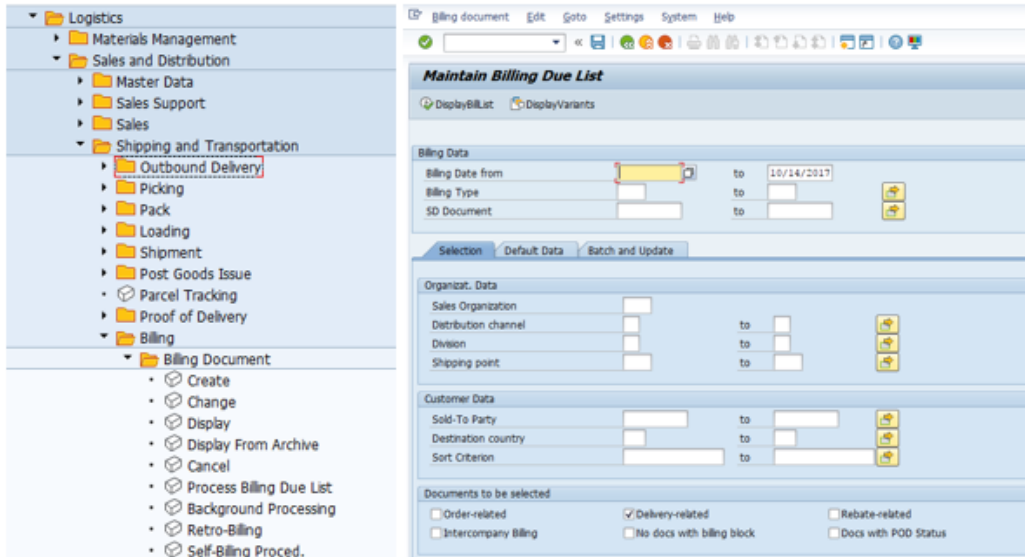 Logistics
Materials Management
Sales and Distribution
Master Data
Sales Support
Sales
Shipping and Transportation
Outbound Delivery
Picking
Pack
Loading
Shipment
Post Goods Issue
Parcel Tracking
Proof of Delivery
Billing
Billing Document
Create
Change
Display
Display From Archive
Cancel
Process Billing Due List
Background Processing
Retro-Billing
Self-Billing Proced.
Billing document Edit Goto Settings System Help
Maintain Billing Due List
DisplayBillList DisplayVariants
Billing Data
Billing Date from to 10/14/2017
Billing Type to
SD Document to
Selection Default Data Batch and Update
Organizat. Data
Sales Organization
Distribution channel to
Division to
Shipping point to
Customer Data
Sold-To Party to
Destination country to
Sort Criterion to
Documents to be selected
Order-related Delivery-related Rebate-related
Intercompany Billing No docs with billing block Docs with POD Status